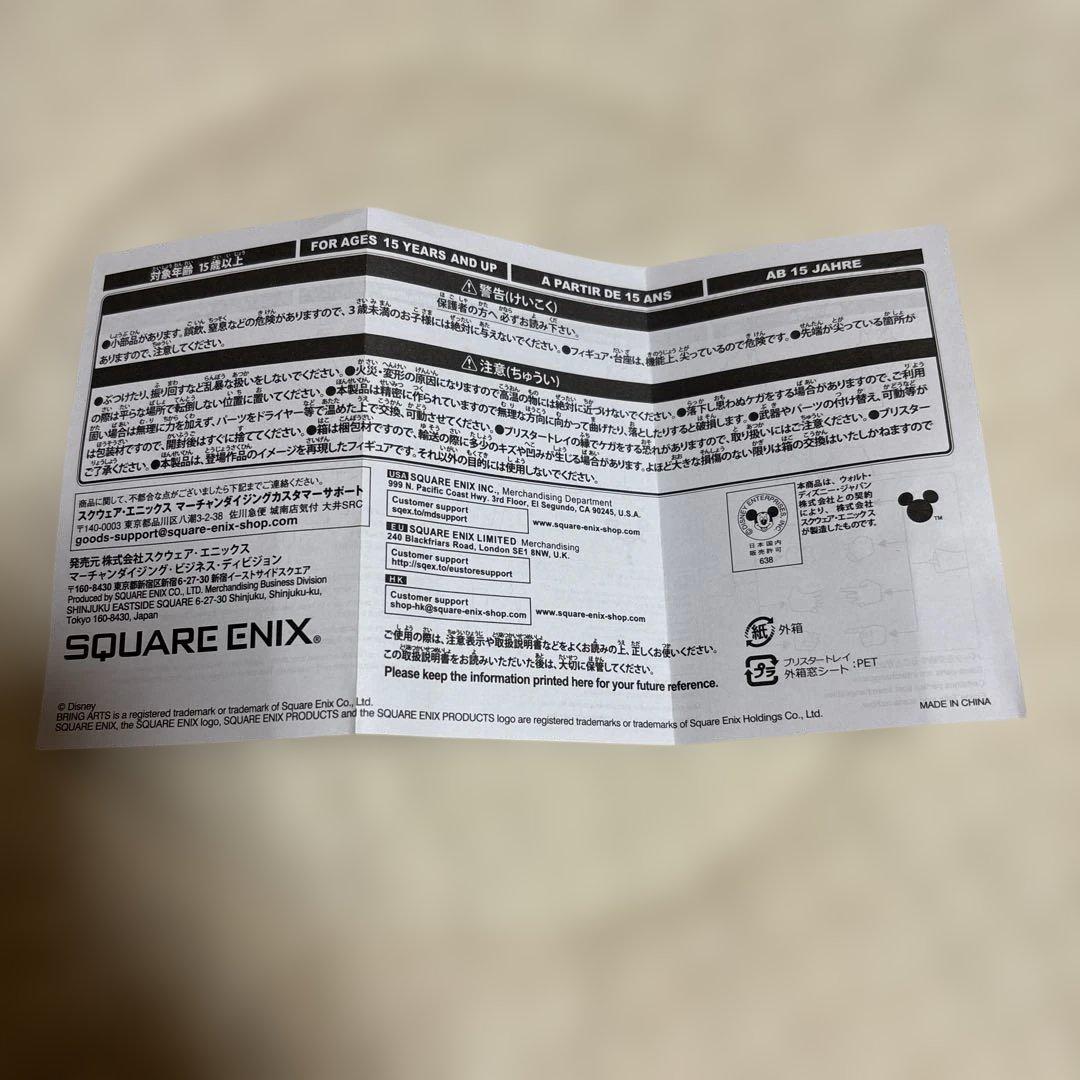 対象年齢 15歳以上
FOR AGES 15 YEARS AND UP
A PARTIR DE 15 ANS
AB 15 JAHRE
⚠警告(けいこく)
保護者の方へ 必ずお読み下さい。
●小部品があります。誤飲、窒息などの危険がありますので、3歳未満のお子様には絶対に与えないでください。●フィギュア・台座は、機能上、尖っているので危険です。●先端が尖っている箇所が
ありますので、注意してください。
⚠注意(ちゅうい)
●ぶつけたり、振り回すなど乱暴な扱いをしないでください。●火災・変形の原因になりますので高温の物には絶対に近づけないでください。●落下し思わぬケガをする場合がありますので、ご利用
の際は平らな場所で転倒しない位置に置いてください。●本製品は精密に作られていますので無理な方向に向かって曲げたり、落としたりすると破損します。●武器やパーツの付け替え、可動等が
固い場合は無理に力を加えず、パーツをドライヤー等で温めた上で交換、可動させてください。●ブリスタートレイの縁でケガをする恐れがありますので、取り扱いにはご注意ください。●ブリスター
は包装材ですので、開封後はすぐに捨ててください。●箱は梱包材ですので、輸送の際に多少のキズや凹みが生じる場合があります。よほど大きな損傷のない限りは箱の交換はいたしかねますので
ご了承ください。●本製品は、登場作品のイメージを再現したフィギュアです。それ以外の目的には使用しないでください。
商品に関して、不都合な点がございましたら下記までご連絡ください。
スクウェア・エニックス マーチャンダイジングカスタマーサポート
〒140-0003 東京都品川区八潮3-2-38 佐川急便 城南店気付 大井SRC
goods-support@square-enix-shop.com
発売元 株式会社スクウェア・エニックス
マーチャンダイジング・ビジネス・ディビジョン
〒160-8430 東京都新宿区新宿6-27-30 新宿イーストサイドスクエア
Produced by SQUARE ENIX CO., LTD. Merchandising Business Division
SHINJUKU EASTSIDE SQUARE 6-27-30 Shinjuku, Shinjuku-ku,
Tokyo 160-8430, Japan
SQUARE ENIX®
USA SQUARE ENIX INC., Merchandising Department
999 N. Pacific Coast Hwy. 3rd Floor, El Segundo, CA 90245, U.S.A.
Customer support
sqex.to/mdsupport
www.square-enix-shop.com
EU SQUARE ENIX LIMITED Merchandising
240 Blackfriars Road, London SE1 8NW, U.K.
Customer support
http://sqex.to/eustoresupport
HK
Customer support
shop-hk@square-enix-shop.com
www.square-enix-shop.com
ご使用の際は、注意表示や取扱説明書などをよくお読みの上、正しくお使いください。
この取扱説明書をお読みいただいた後は、大切に保管してください。
Please keep the information printed here for your future reference.
©DISNEY ENTERPRISES INC
日本国内
販売許可
638
本商品は、ウォルト・
ディズニー・ジャパン
株式会社との契約
により、株式会社
スクウェア・エニックス
が製造したものです。
TM
紙 外箱
プラ ブリスタートレイ
外箱窓シート:PET
© Disney
BRING ARTS is a registered trademark or trademark of Square Enix Co., Ltd.
SQUARE ENIX, the SQUARE ENIX logo, SQUARE ENIX PRODUCTS and the SQUARE ENIX PRODUCTS logo are registered trademarks or trademarks of Square Enix Holdings Co., Ltd.
MADE IN CHINA